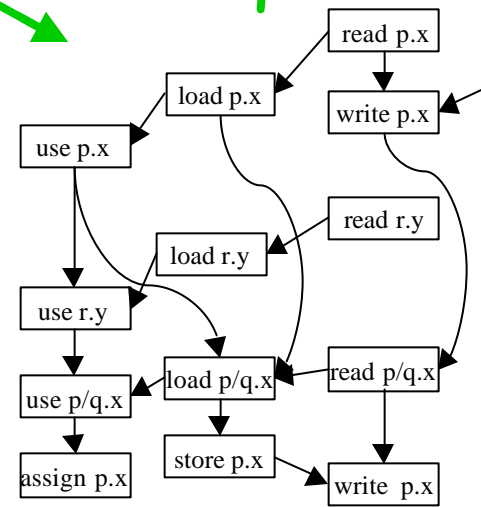 read p.x
load p.x
write p.x
use p.x
read r.y
load r.y
use r.y
read p/q.x
load p/q.x
use p/q.x
store p.x
assign p.x
write p.x